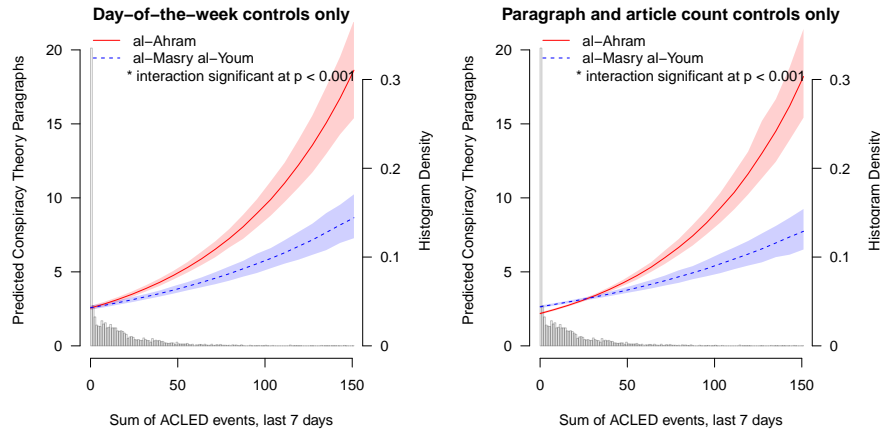 Day-of-the-week controls only
al-Ahram
al-Masry al-Youm
* interaction significant at p < 0.001
Predicted Conspiracy Theory Paragraphs
20
15
10
5
0
0.3
0.2
0.1
0
Histogram Density
0
50
100
150
Sum of ACLED events, last 7 days
Paragraph and article count controls only
al-Ahram
al-Masry al-Youm
* interaction significant at p < 0.001
Predicted Conspiracy Theory Paragraphs
20
15
10
5
0
0.3
0.2
0.1
0
Histogram Density
0
50
100
150
Sum of ACLED events, last 7 days